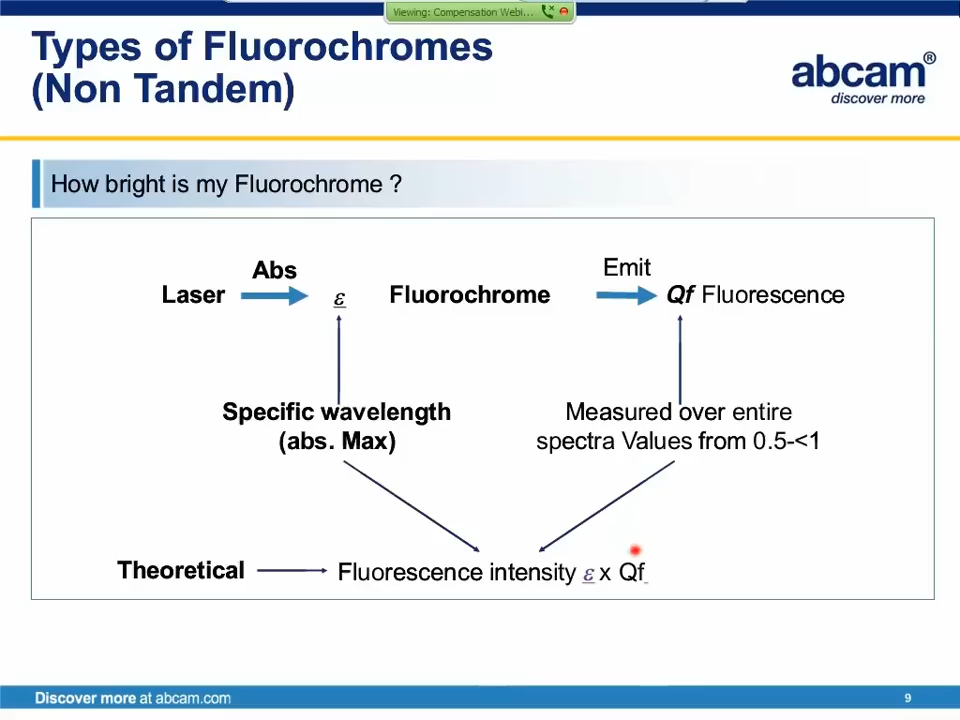 Viewing: Compensation Webi...
Types of Fluorochromes
(Non Tandem)
abcam®
discover more
How bright is my Fluorochrome ?
Abs
Emit
Laser ε Fluorochrome Qf Fluorescence
Specific wavelength
(abs. Max)
Measured over entire
spectra Values from 0.5-<1
Theoretical
Fluorescence intensity ε x Qf
Discover more at abcam.com
9